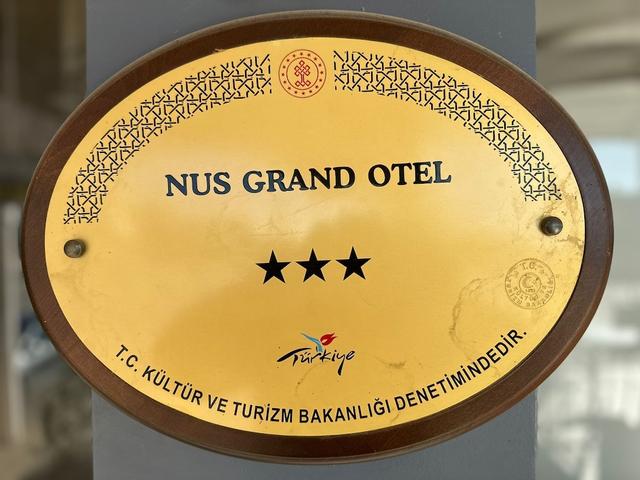 NUS GRAND OTEL
Türkiye
T.C. KÜLTÜR VE TURİZM BAKANLIĞI DENETİMİNDEDİR.